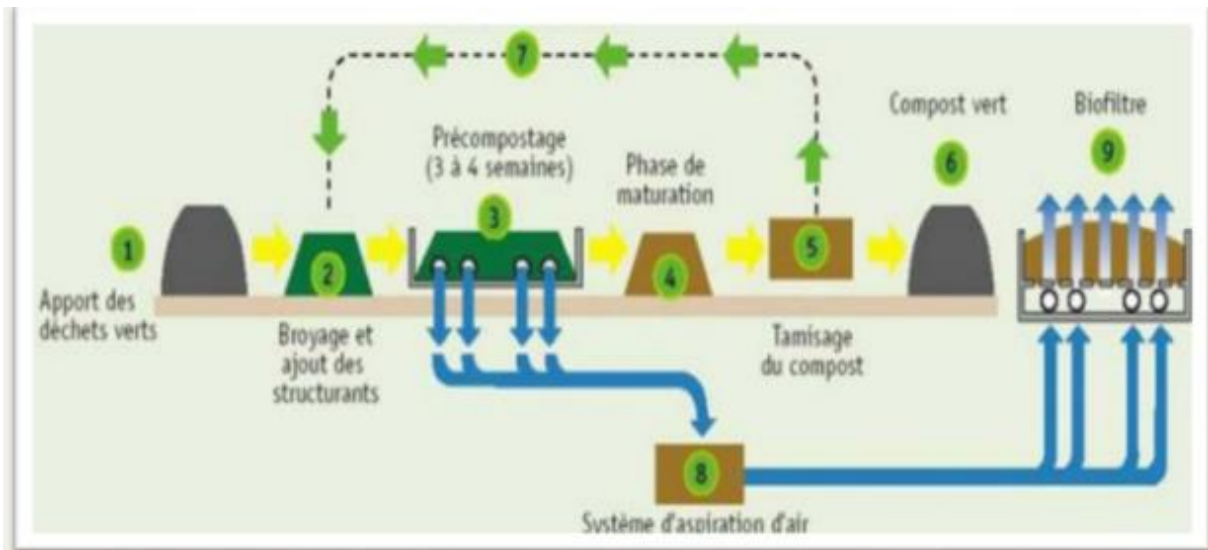 7
Compost vert
Biofiltre
Précompostage
(3 à 4 semaines)
Phase de
maturation
6
9
3
1
2
4
5
Apport des
déchets verts
Broyage et
ajout des
structurants
Tamisage
du compost
8
Système d'aspiration d'air